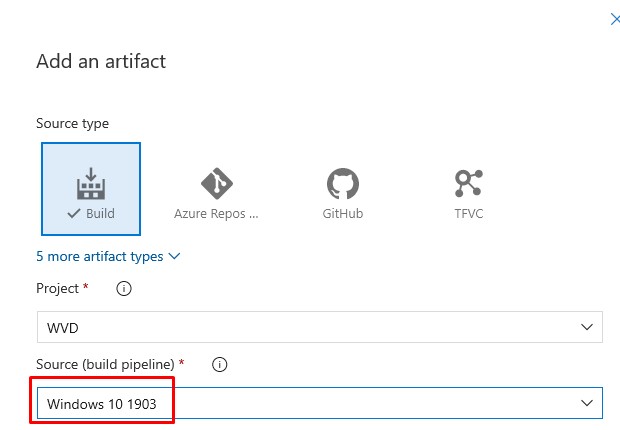 Add an artifact
Source type
Build
Azure Repos ...
GitHub
TFVC
5 more artifact types
Project *
WVD
Source (build pipeline) *
Windows 10 1903